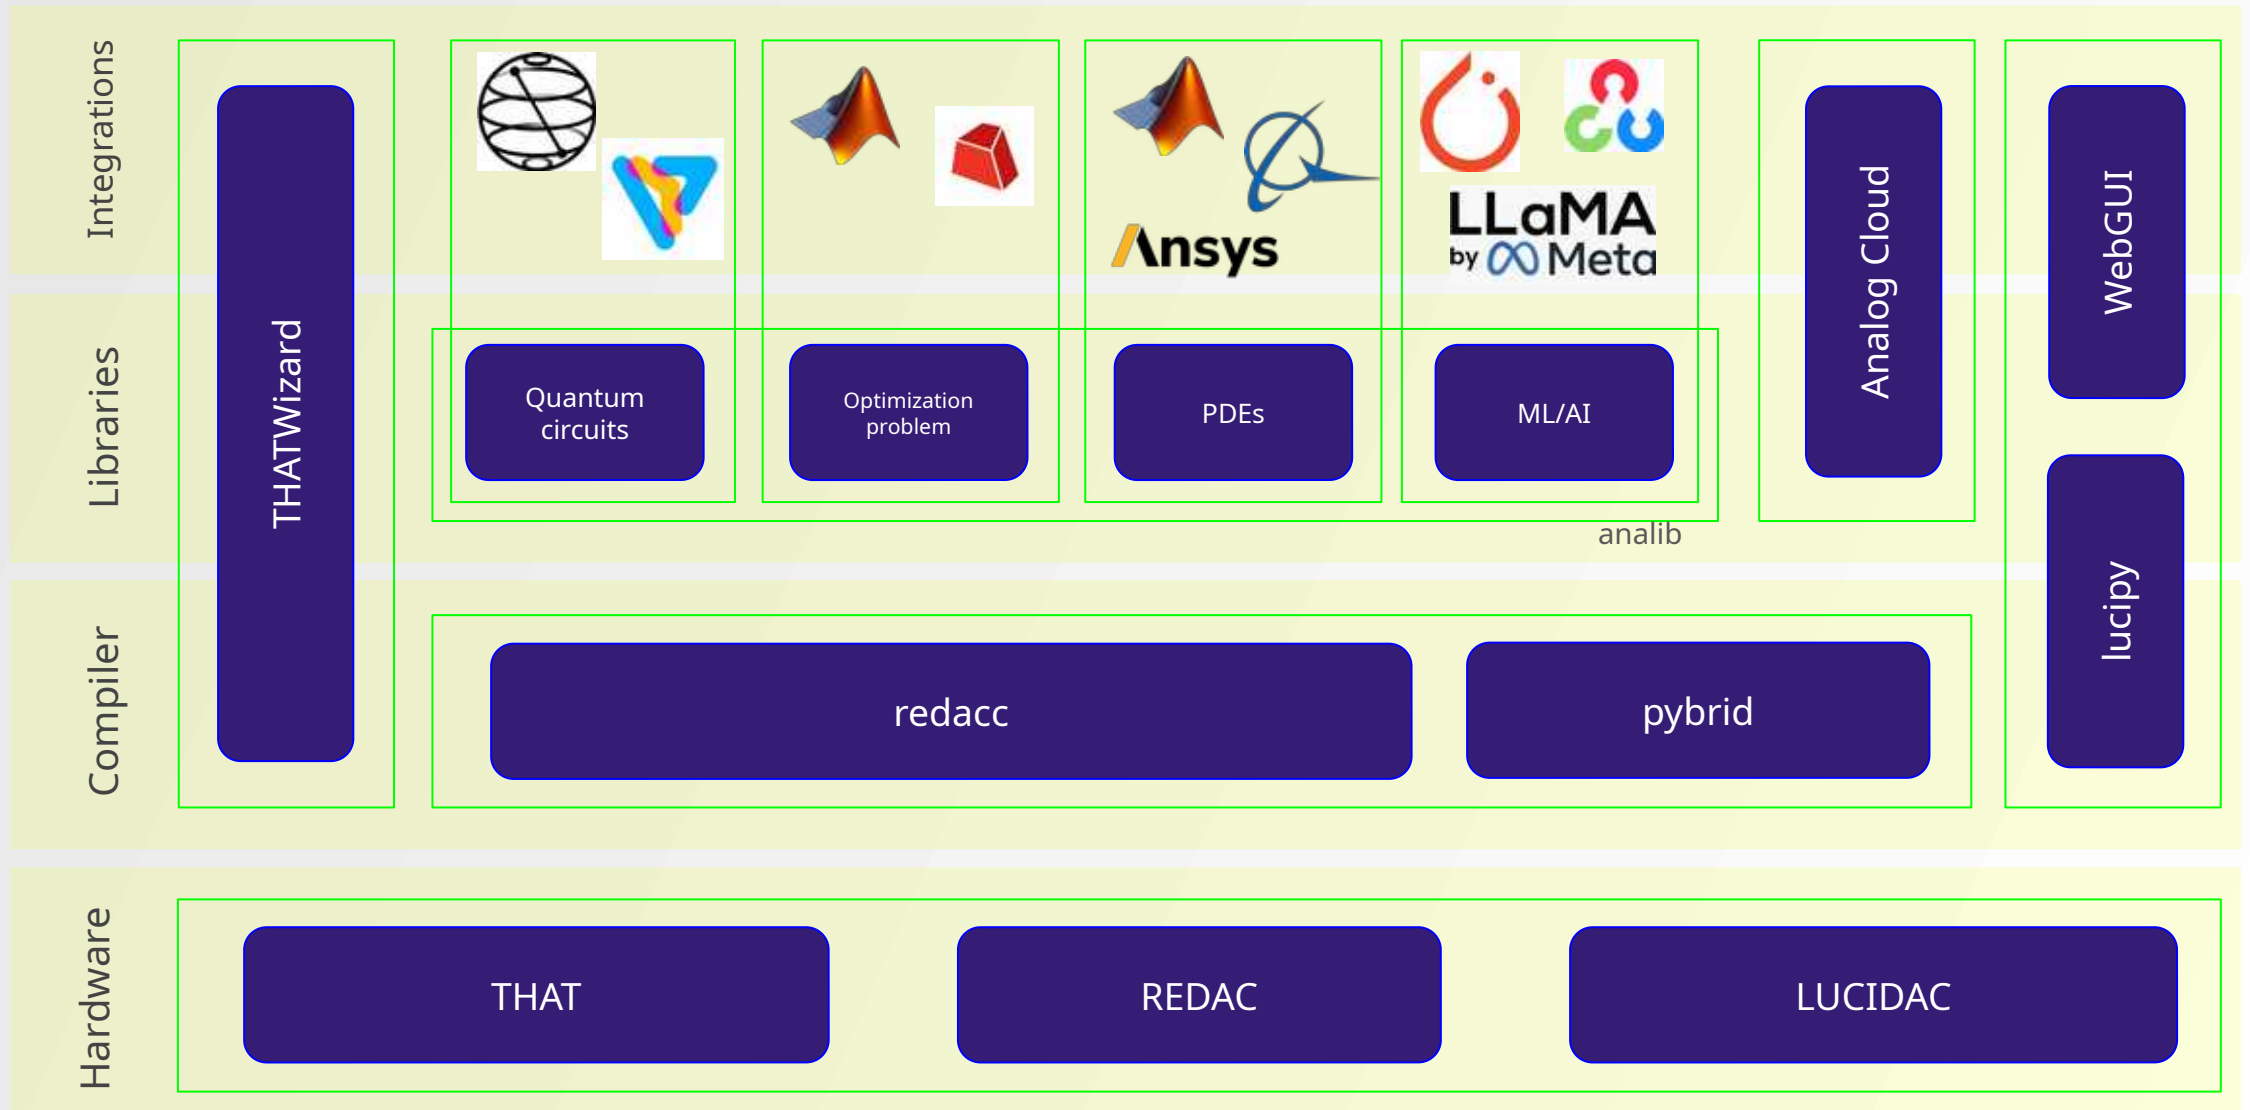 Integrations
THATWizard
Ansys
LLaMA
by Meta
Analog Cloud
WebGUI
Libraries
Quantum
circuits
Optimization
problem
PDEs
ML/AI
analib
lucipy
Compiler
redacc
pybrid
Hardware
THAT
REDAC
LUCIDAC